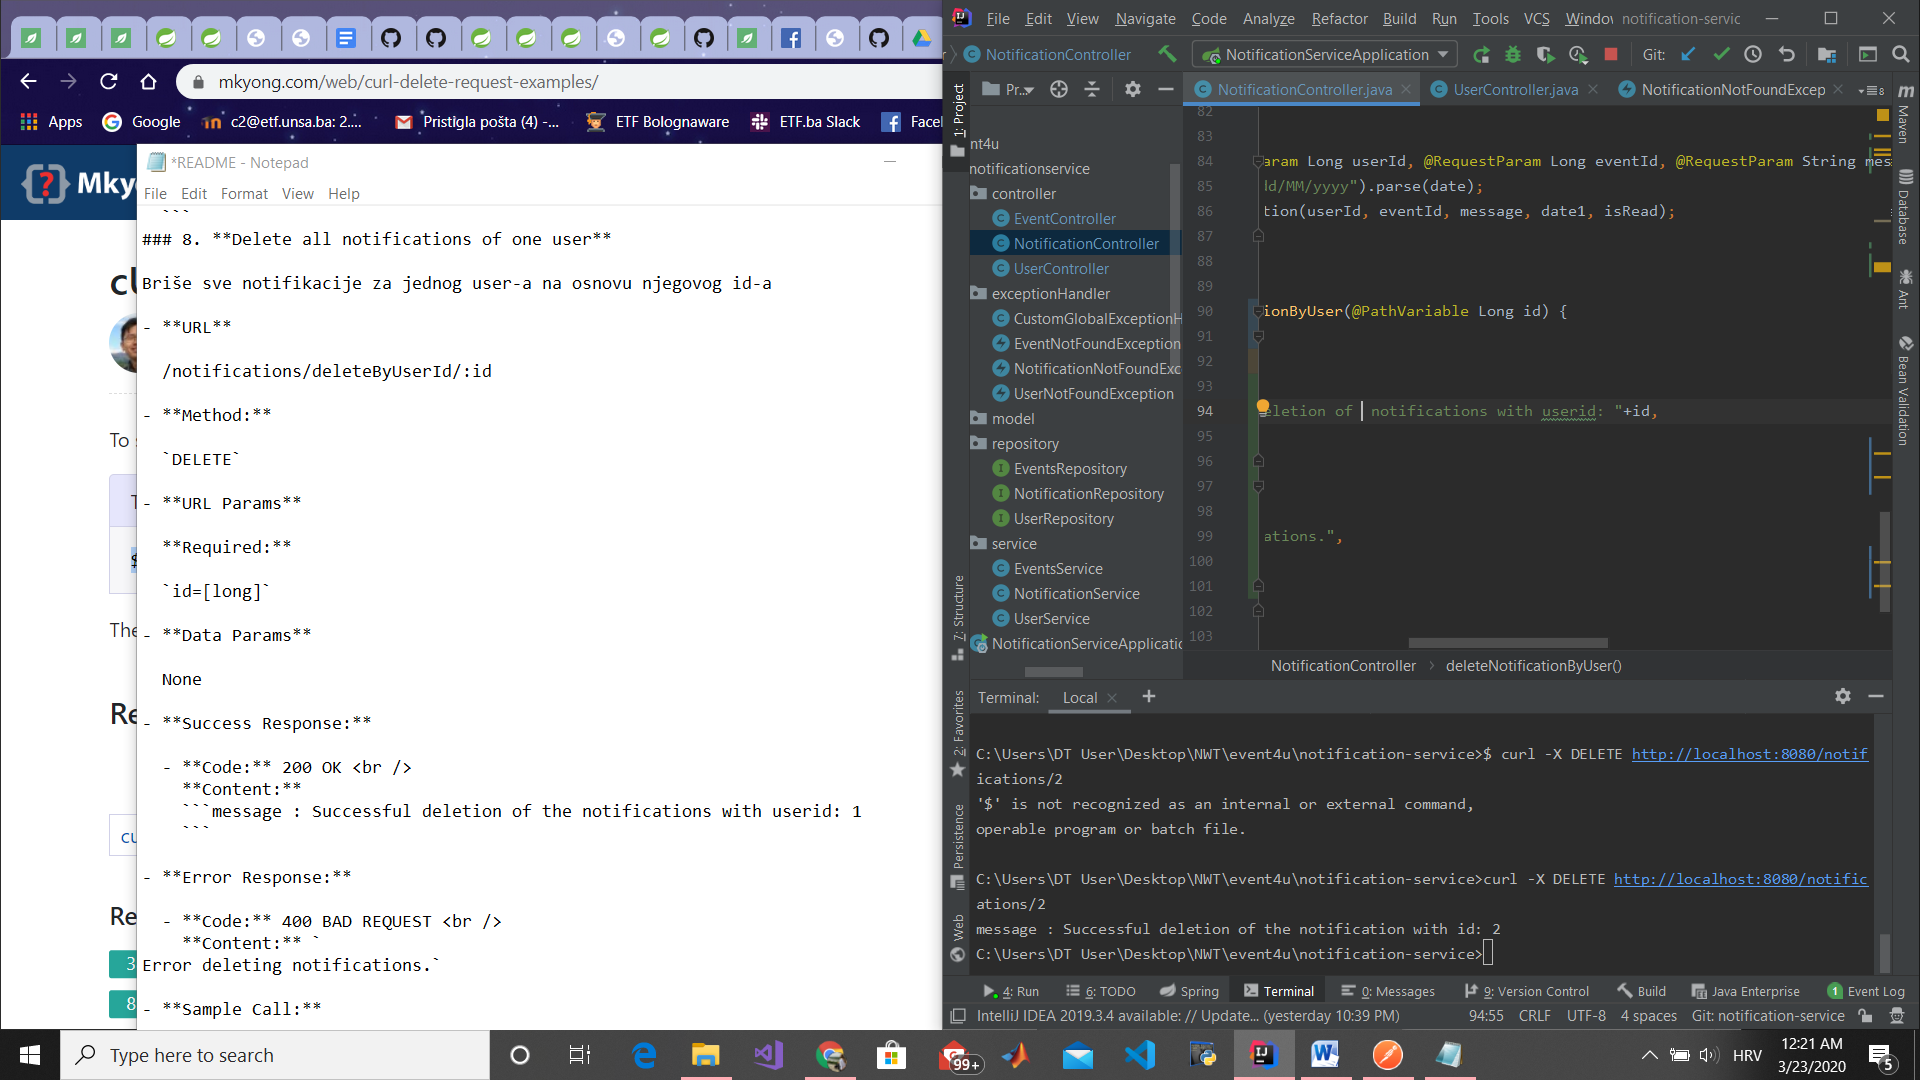 mkyong.com/web/curl-delete-request-examples/
Apps Google c2@etf.unsa.ba: 2.... Pristigla pošta (4) -... ETF Bolognaware ETF.ba Slack
*README - Notepad
File Edit Format View Help
```
### 8. **Delete all notifications of one user**
Briše sve notifikacije za jednog user-a na osnovu njegovog id-a
- **URL**
/notifications/deleteByUserId/:id
- **Method:**
`DELETE`
- **URL Params**
**Required:**
`id=[long]`
- **Data Params**
None
- **Success Response:**
- **Code:** 200 OK <br />
**Content:**
```message : Successful deletion of the notifications with userid: 1
```
- **Error Response:**
- **Code:** 400 BAD REQUEST <br />
**Content:** `
Error deleting notifications.`
- **Sample Call:**
File Edit View Navigate Code Analyze Refactor Build Run Tools VCS Window notification-servic
NotificationController NotificationServiceApplication Git:
1: Project
Pr...
NotificationController.java UserController.java NotificationNotFoundExcep
nt4u
notificationservice
controller
EventController
NotificationController
UserController
exceptionHandler
CustomGlobalExceptionH
EventNotFoundException
NotificationNotFoundExc
UserNotFoundException
model
repository
EventsRepository
NotificationRepository
UserRepository
service
EventsService
NotificationService
UserService
NotificationServiceApplicatic
82
83
84 aram Long userId, @RequestParam Long eventId, @RequestParam String mes
85 ld/MM/yyyy").parse(date);
86 tion(userId, eventId, message, date1, isRead);
87
88
89
90 ionByUser(@PathVariable Long id) {
91
92
93
94 eletion of notifications with userid: "+id,
95
96
97
98
99 ations.",
100
101
102
103
NotificationController > deleteNotificationByUser()
Maven
Database
Ant
Bean Validation
7: Structure
2: Favorites
Persistence
Web
Terminal: Local +
C:\Users\DT User\Desktop\NWT\event4u\notification-service>$ curl -X DELETE http://localhost:8080/notif
ications/2
'$' is not recognized as an internal or external command,
operable program or batch file.
C:\Users\DT User\Desktop\NWT\event4u\notification-service>curl -X DELETE http://localhost:8080/notific
ations/2
message : Successful deletion of the notification with id: 2
C:\Users\DT User\Desktop\NWT\event4u\notification-service>
4: Run 6: TODO Spring Terminal 0: Messages 9: Version Control Build Java Enterprise 1 Event Log
IntelliJ IDEA 2019.3.4 available: // Update... (yesterday 10:39 PM) 94:55 CRLF UTF-8 4 spaces Git: notification-service
Type here to search
99+
HRV
12:21 AM
3/23/2020
5